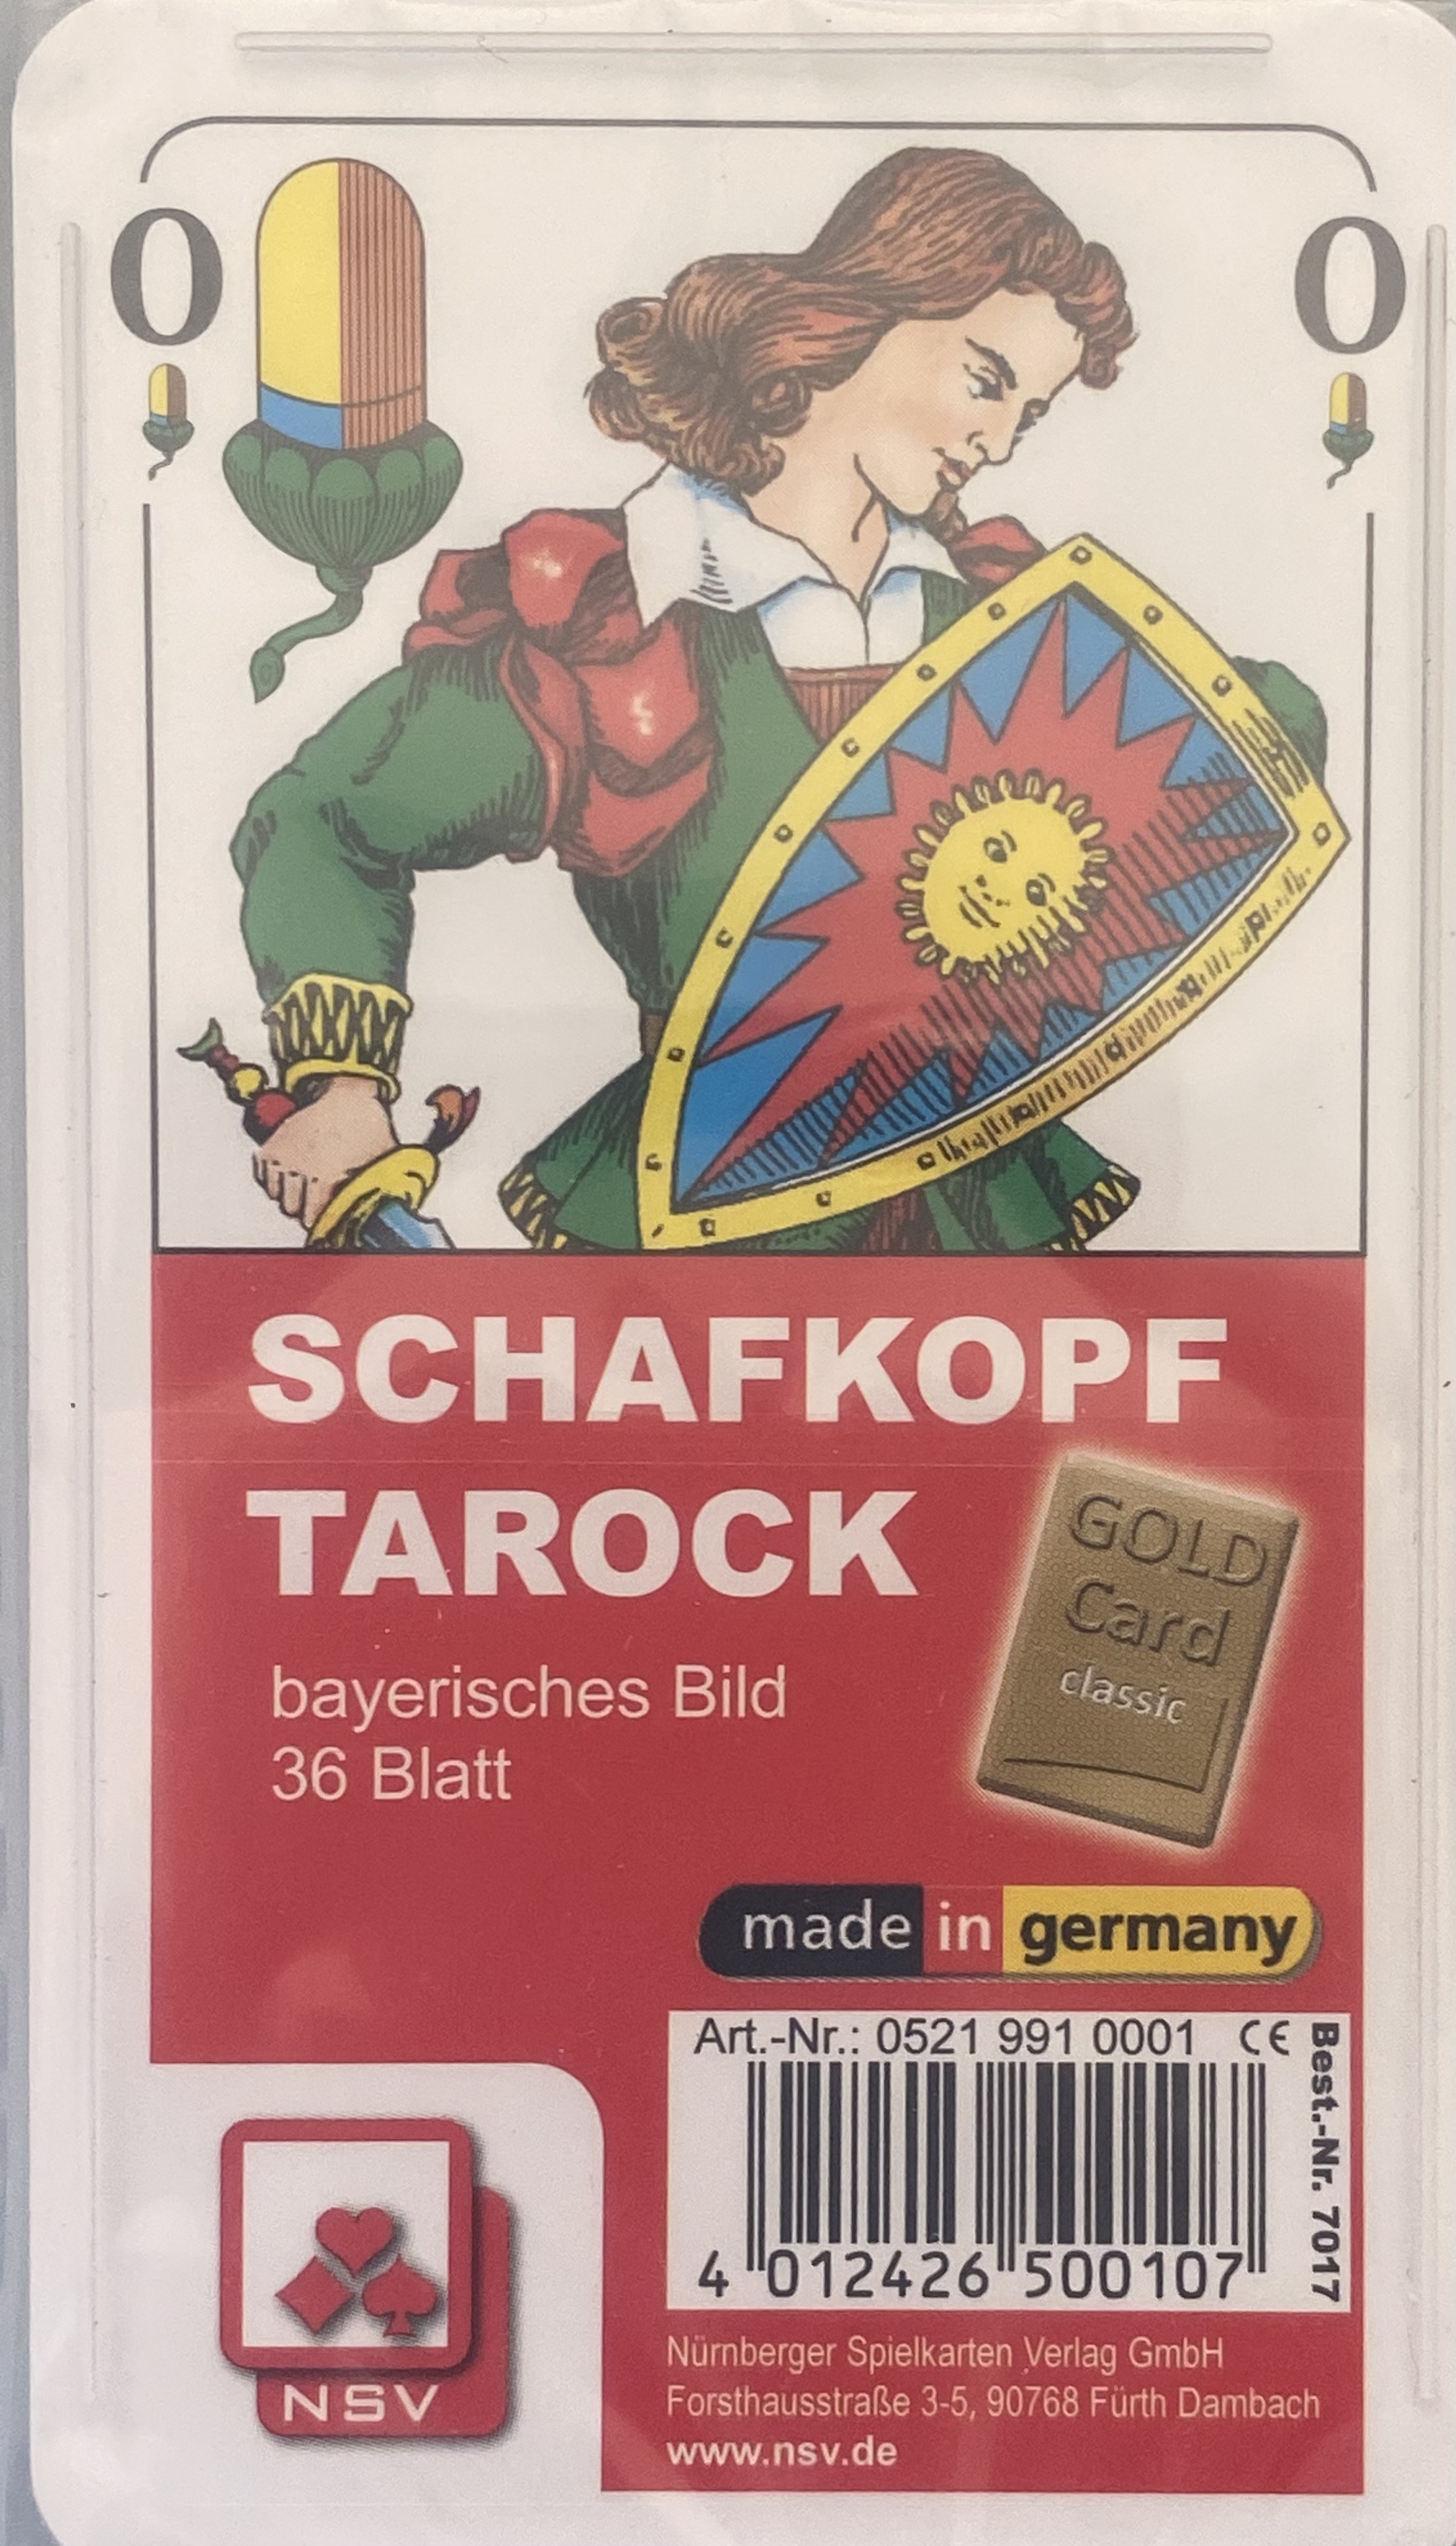 O
O
SCHAFKOPF
TAROCK
GOLD
Card
classic
bayerisches Bild
36 Blatt
made in germany
Art.-Nr.: 0521 991 0001 CE
Best.-Nr. 7017
4 012426 500107
NSV
Nürnberger Spielkarten Verlag GmbH
Forsthausstraße 3-5, 90768 Fürth Dambach
www.nsv.de